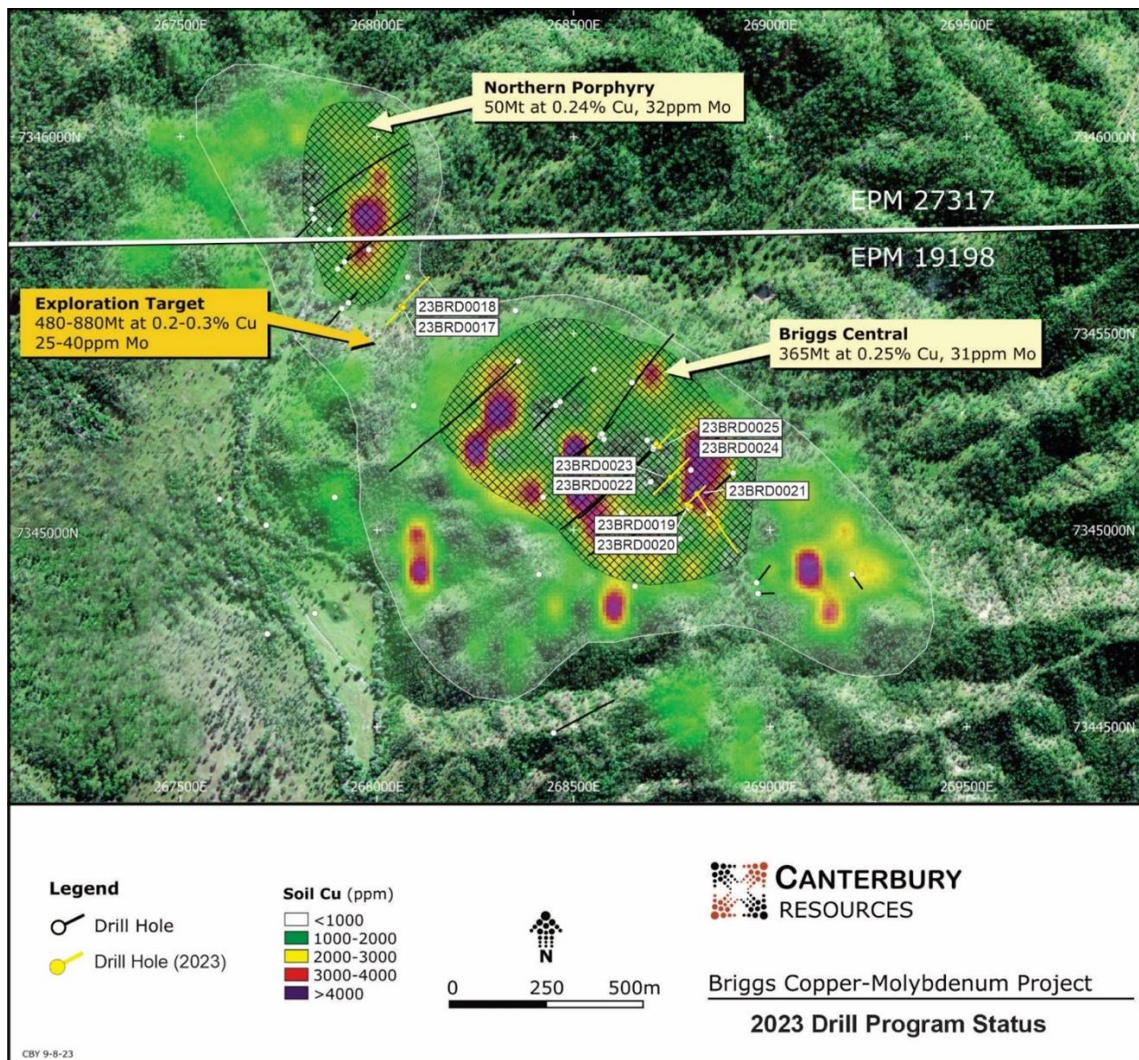 267500E 268000E 268500E 269000E 269500E
Northern Porphyry
50Mt at 0.24% Cu, 32ppm Mo
7346000N 7346000N
EPM 27317
EPM 19198
Exploration Target
480-880Mt at 0.2-0.3% Cu
25-40ppm Mo
23BRD0018
23BRD0017
7345500N
Briggs Central
365Mt at 0.25% Cu, 31ppm Mo
23BRD0025
23BRD0024
23BRD0023
23BRD0022
23BRD0021
23BRD0019
23BRD0020
7345000N 7345000N
7344500N
267500E 268000E 268500E 269000E 269500E
Legend
Drill Hole
Drill Hole (2023)
Soil Cu (ppm)
<1000
1000-2000
2000-3000
3000-4000
>4000
N
0 250 500m
CANTERBURY
RESOURCES
Briggs Copper-Molybdenum Project
2023 Drill Program Status
CBY 9-8-23